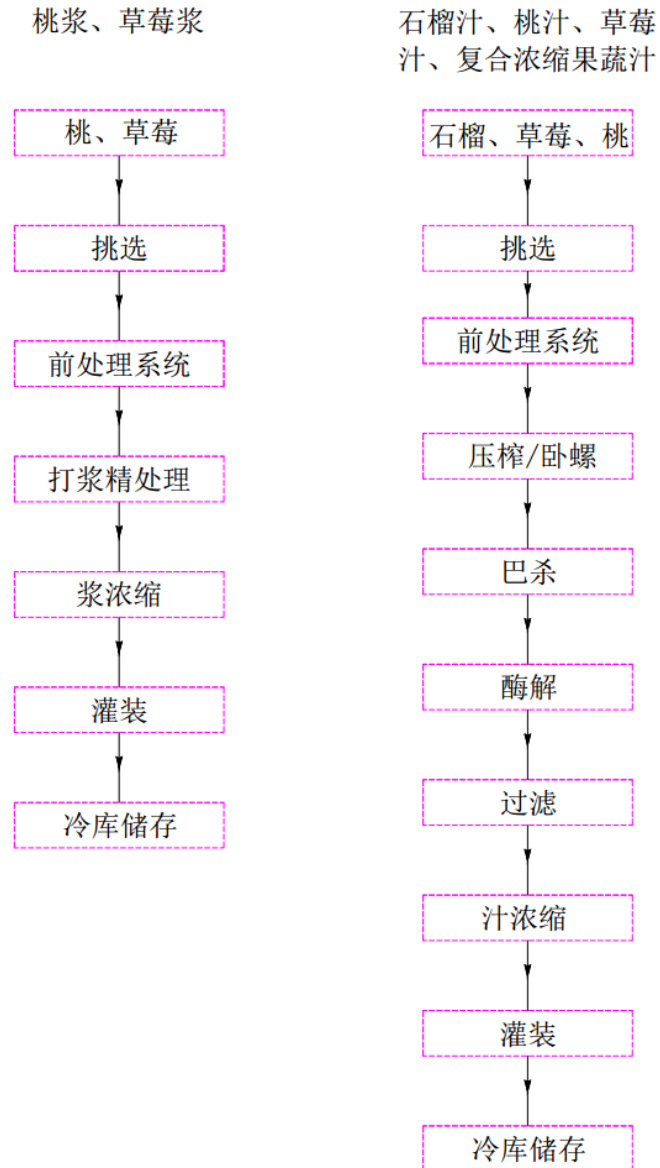 桃浆、草莓浆
桃、草莓
挑选
前处理系统
打浆精处理
浆浓缩
灌装
冷库储存
石榴汁、桃汁、草莓
汁、复合浓缩果蔬汁
石榴、草莓、桃
挑选
前处理系统
压榨/卧螺
巴杀
酶解
过滤
汁浓缩
灌装
冷库储存